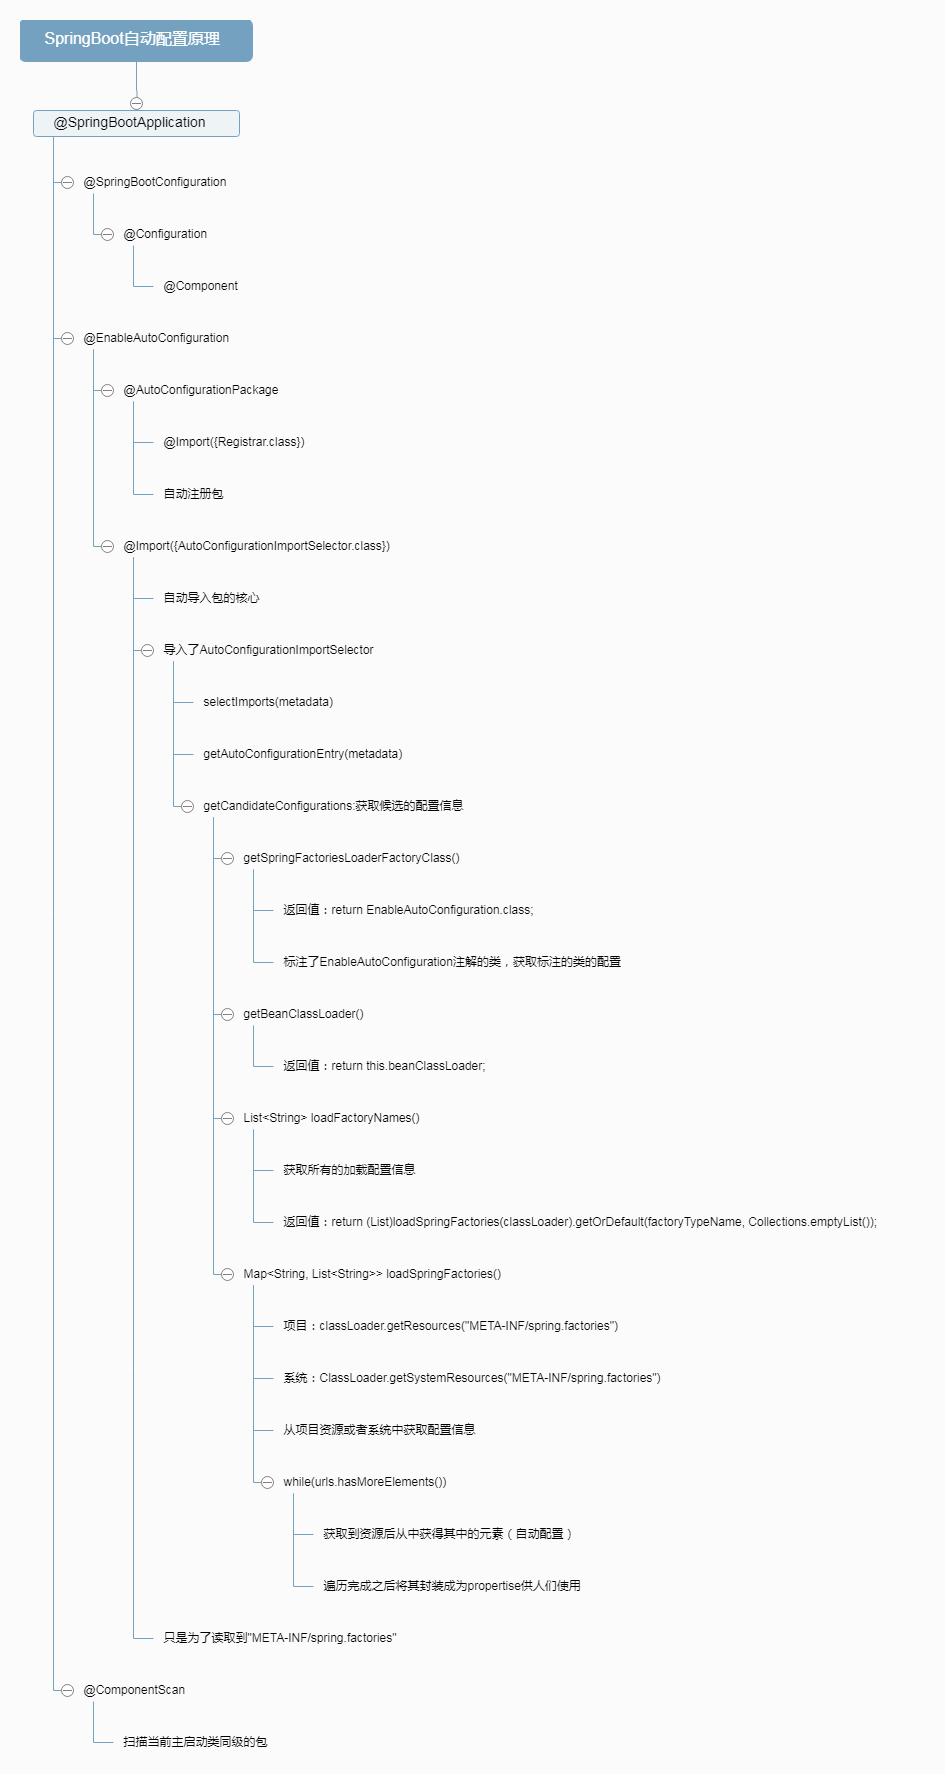 SpringBoot自动配置原理
@SpringBootApplication
@SpringBootConfiguration
@Configuration
@Component
@EnableAutoConfiguration
@AutoConfigurationPackage
@Import({Registrar.class})
自动注册包
@Import({AutoConfigurationImportSelector.class})
自动导入包的核心
导入了AutoConfigurationImportSelector
selectImports(metadata)
getAutoConfigurationEntry(metadata)
getCandidateConfigurations:获取候选的配置信息
getSpringFactoriesLoaderFactoryClass()
返回值：return EnableAutoConfiguration.class;
标注了EnableAutoConfiguration注解的类，获取标注的类的配置
getBeanClassLoader()
返回值：return this.beanClassLoader;
List<String> loadFactoryNames()
获取所有的加载配置信息
返回值：return (List)loadSpringFactories(classLoader).getOrDefault(factoryTypeName, Collections.emptyList());
Map<String, List<String>> loadSpringFactories()
项目：classLoader.getResources("META-INF/spring.factories")
系统：ClassLoader.getSystemResources("META-INF/spring.factories")
从项目资源或者系统中获取配置信息
while(urls.hasMoreElements())
获取到资源后从中获得其中的元素（自动配置）
遍历完成之后将其封装成为propertise供人们使用
只是为了读取到"META-INF/spring.factories"
@ComponentScan
扫描当前主启动类同级的包